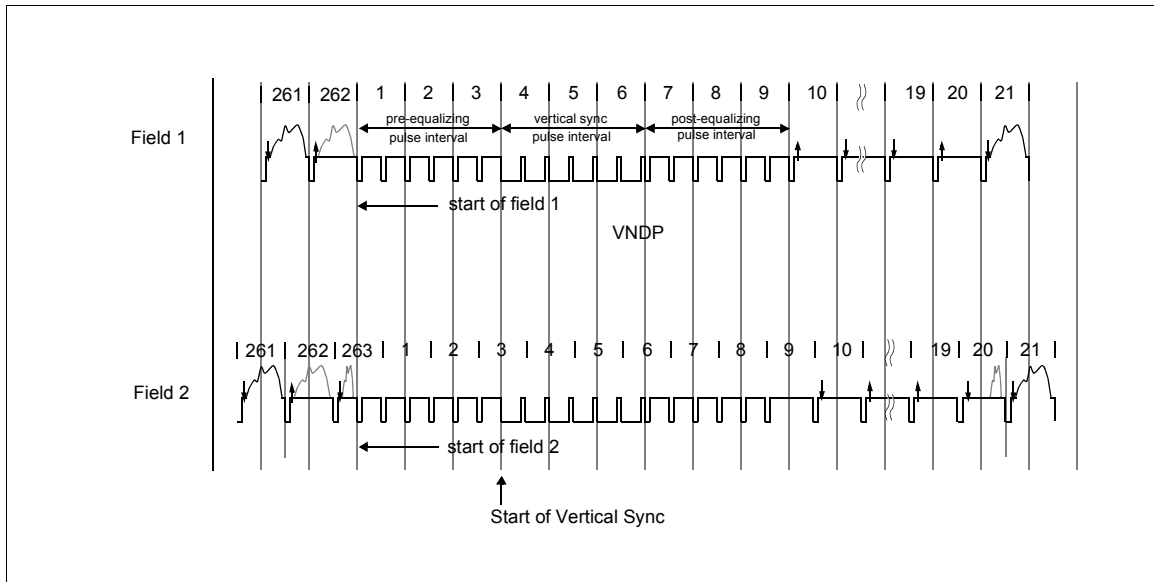 261 262 1 2 3 4 5 6 7 8 9 10 19 20 21
pre-equalizing pulse interval
vertical sync pulse interval
post-equalizing pulse interval
Field 1
start of field 1
VNDP
261 262 263 1 2 3 4 5 6 7 8 9 10 19 20 21
Field 2
start of field 2
Start of Vertical Sync